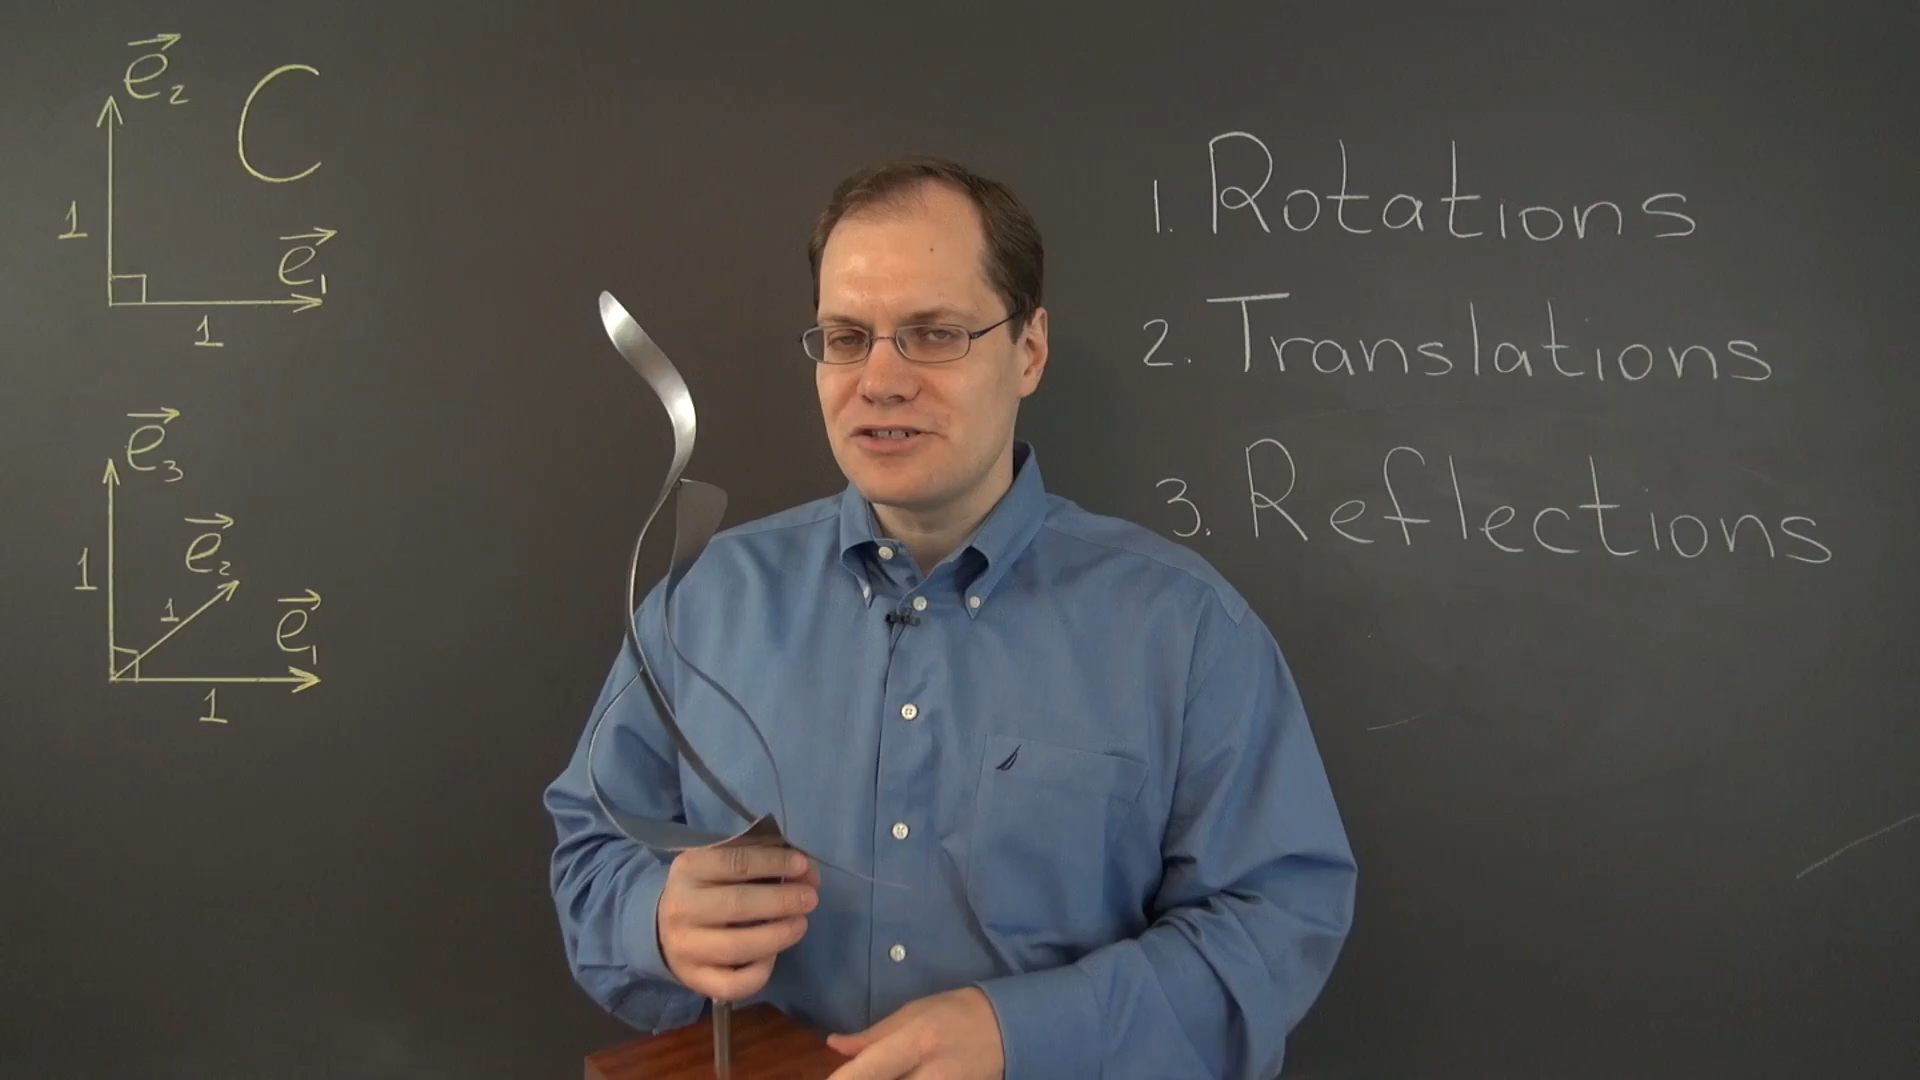 e⃗₂
C
1
e⃗₁
1
e⃗₃
e⃗₂
1
1
e⃗₁
1
1. Rotations
2. Translations
3. Reflections